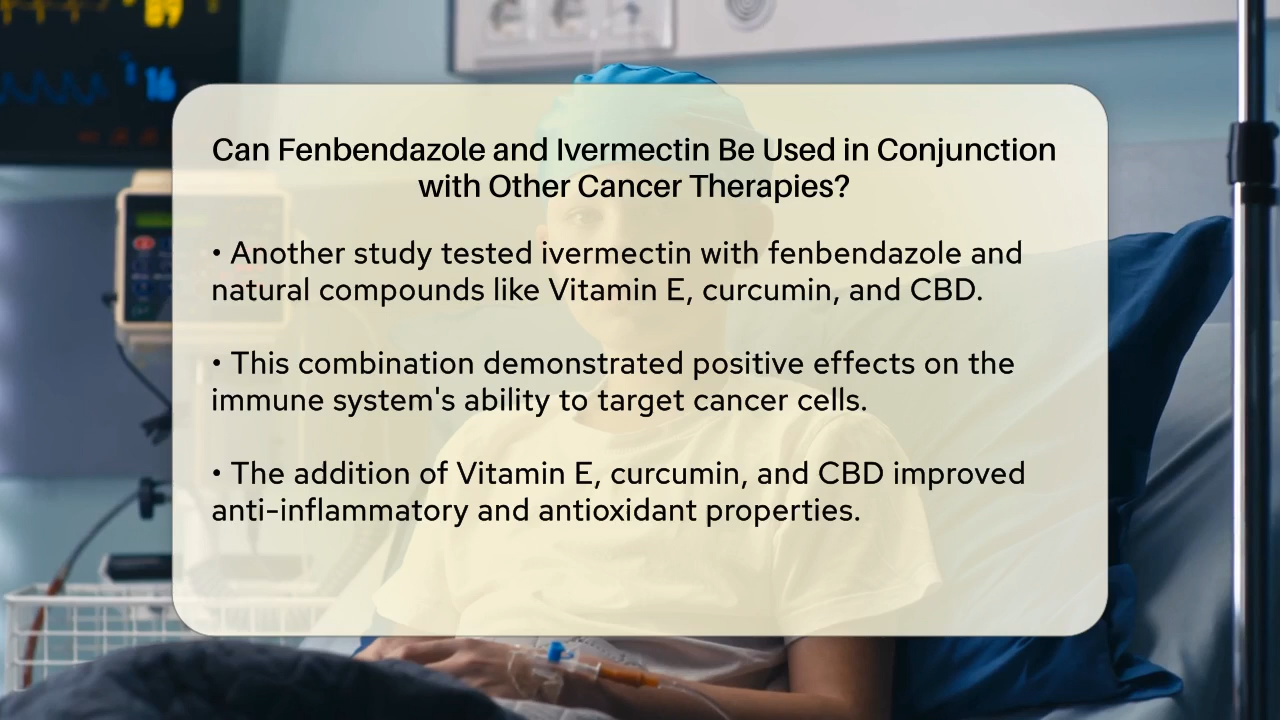 89
16
Can Fenbendazole and Ivermectin Be Used in Conjunction
with Other Cancer Therapies?
• Another study tested ivermectin with fenbendazole and
natural compounds like Vitamin E, curcumin, and CBD.
• This combination demonstrated positive effects on the
immune system's ability to target cancer cells.
• The addition of Vitamin E, curcumin, and CBD improved
anti-inflammatory and antioxidant properties.